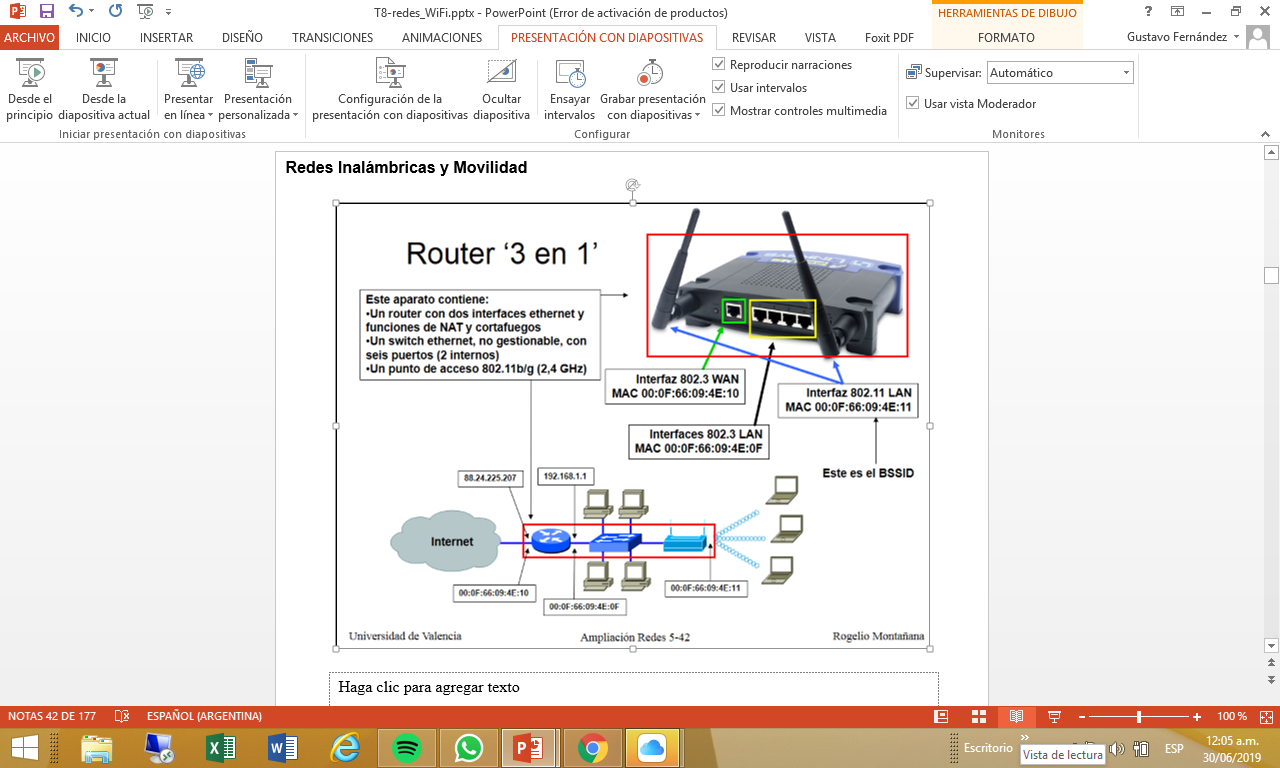 T8-redes_WiFi.pptx - PowerPoint (Error de activación de productos)
HERRAMIENTAS DE DIBUJO
ARCHIVO INICIO INSERTAR DISEÑO TRANSICIONES ANIMACIONES PRESENTACIÓN CON DIAPOSITIVAS REVISAR VISTA Foxit PDF FORMATO
Gustavo Fernández
Desde el principio
Desde la diapositiva actual
Presentar en línea
Presentación personalizada
Iniciar presentación con diapositivas
Configuración de la presentación con diapositivas
Ocultar diapositiva
Ensayar intervalos
Grabar presentación con diapositivas
Reproducir narraciones
Usar intervalos
Mostrar controles multimedia
Configurar
Supervisar: Automático
Usar vista Moderador
Monitores
Redes Inalámbricas y Movilidad
Router ‘3 en 1’
Este aparato contiene:
•Un router con dos interfaces ethernet y
funciones de NAT y cortafuegos
•Un switch ethernet, no gestionable, con
seis puertos (2 internos)
•Un punto de acceso 802.11b/g (2,4 GHz)
Interfaz 802.3 WAN
MAC 00:0F:66:09:4E:10
Interfaz 802.11 LAN
MAC 00:0F:66:09:4E:11
Interfaces 802.3 LAN
MAC 00:0F:66:09:4E:0F
Este es el BSSID
88.24.225.207
192.168.1.1
Internet
00:0F:66:09:4E:10
00:0F:66:09:4E:0F
00:0F:66:09:4E:11
Universidad de Valencia
Ampliación Redes 5-42
Rogelio Montañana
Haga clic para agregar texto
NOTAS 42 DE 177
ESPAÑOL (ARGENTINA)
100 %
Escritorio
Vista de lectura
ESP
12:05 a.m.
30/06/2019